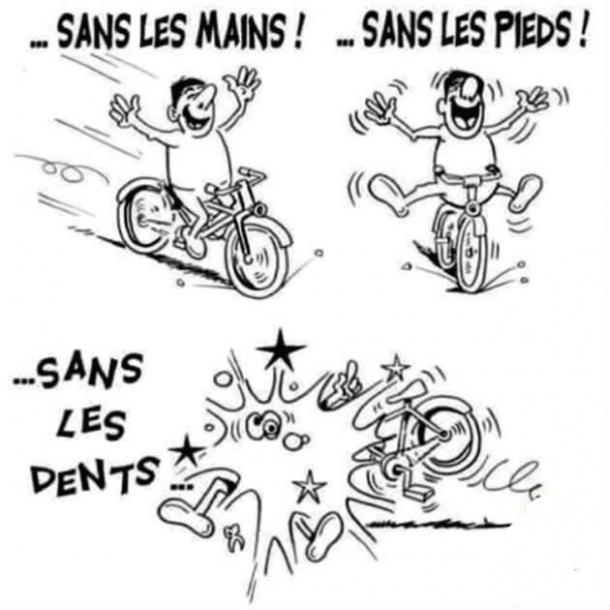 ... SANS LES MAINS !
... SANS LES PIEDS !
...SANS
LES
DENTS...